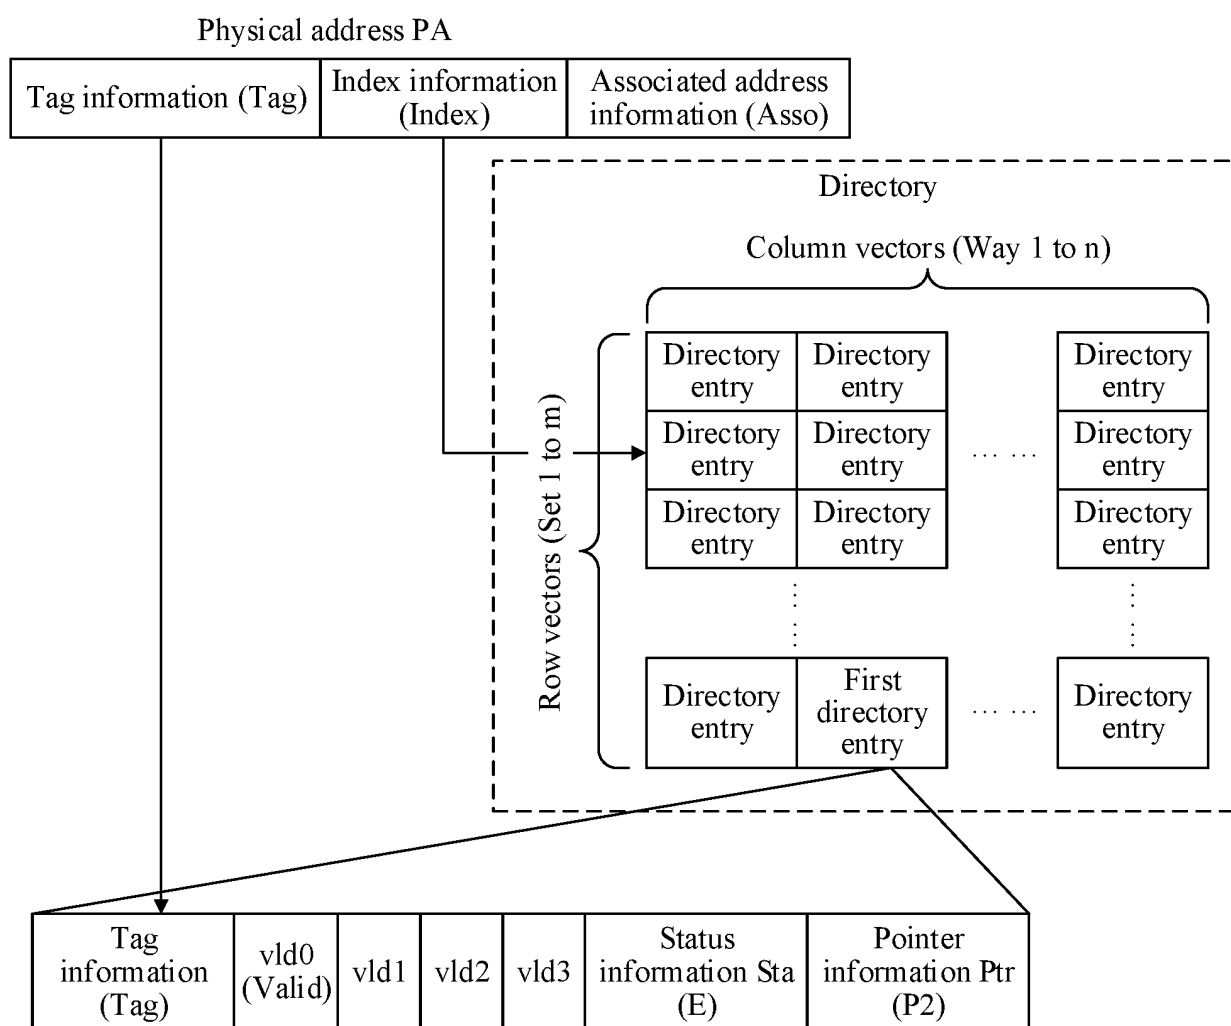 Physical address PA
Tag information (Tag)
Index information
(Index)
Associated address
information (Asso)
Directory
Column vectors (Way 1 to n)
Row vectors (Set 1 to m)
Directory
entry
Directory
entry
Directory
entry
Directory
entry
Directory
entry
... ...
Directory
entry
Directory
entry
Directory
entry
Directory
entry
Directory
entry
First
directory
entry
... ...
Directory
entry
Tag
information
(Tag)
vld0
(Valid)
vld1
vld2
vld3
Status
information Sta
(E)
Pointer
information Ptr
(P2)